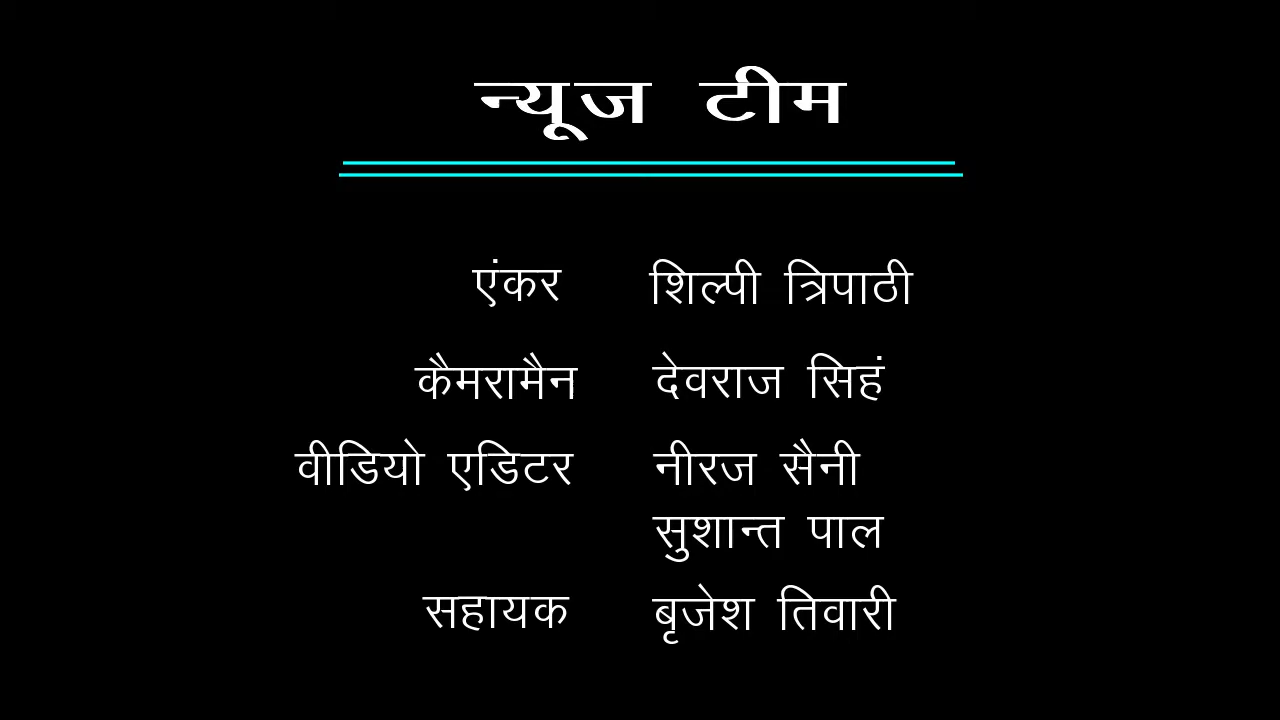 न्यूज टीम
एंकर शिल्पी त्रिपाठी
कैमरामैन देवराज सिहं
वीडियो एडिटर नीरज सैनी
सुशान्त पाल
सहायक बृजेश तिवारी